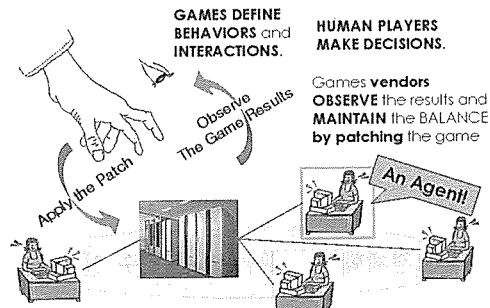 GAMES DEFINE
BEHAVIORS and
INTERACTIONS.
HUMAN PLAYERS
MAKE DECISIONS.
Games vendors
OBSERVE the results and
MAINTAIN the BALANCE
by patching the game
Observe
The Game Results
Apply the Patch
An Agent!